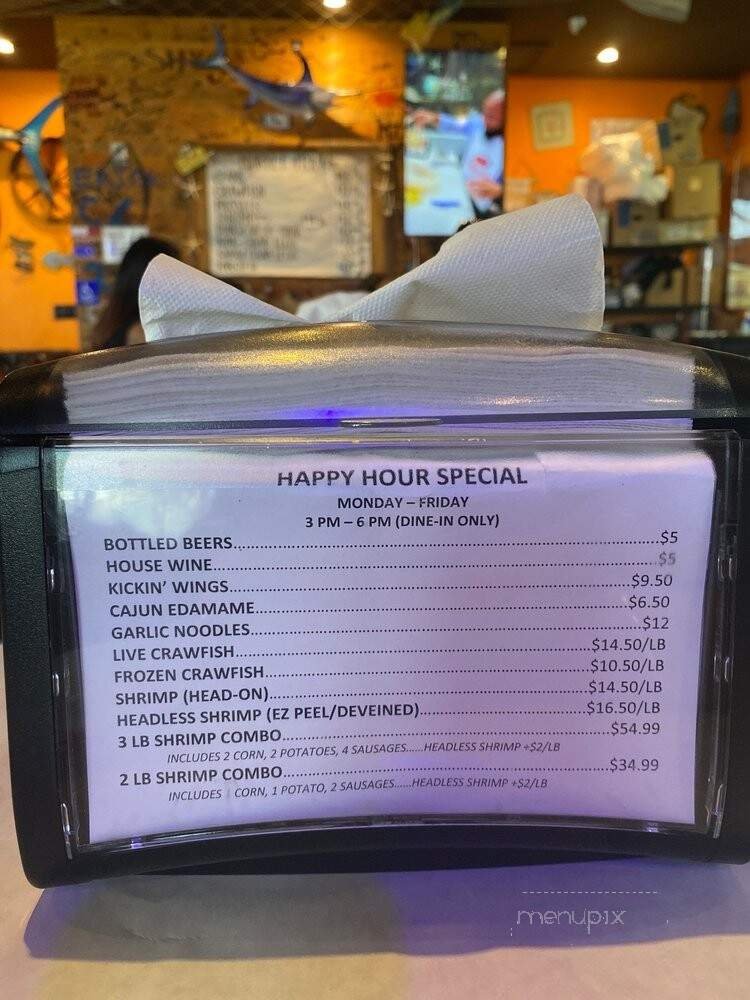 HAPPY HOUR SPECIAL
MONDAY – FRIDAY
3 PM – 6 PM (DINE-IN ONLY)
BOTTLED BEERS........$5
HOUSE WINE........$5
KICKIN' WINGS........$9.50
CAJUN EDAMAME........$6.50
GARLIC NOODLES........$12
LIVE CRAWFISH........$14.50/LB
FROZEN CRAWFISH........$10.50/LB
SHRIMP (HEAD-ON)........$14.50/LB
HEADLESS SHRIMP (EZ PEEL/DEVEINED)........$16.50/LB
3 LB SHRIMP COMBO........$54.99
INCLUDES 2 CORN, 2 POTATOES, 4 SAUSAGES......HEADLESS SHRIMP +$2/LB
2 LB SHRIMP COMBO........$34.99
INCLUDES 1 CORN, 1 POTATO, 2 SAUSAGES......HEADLESS SHRIMP +$2/LB
menupix